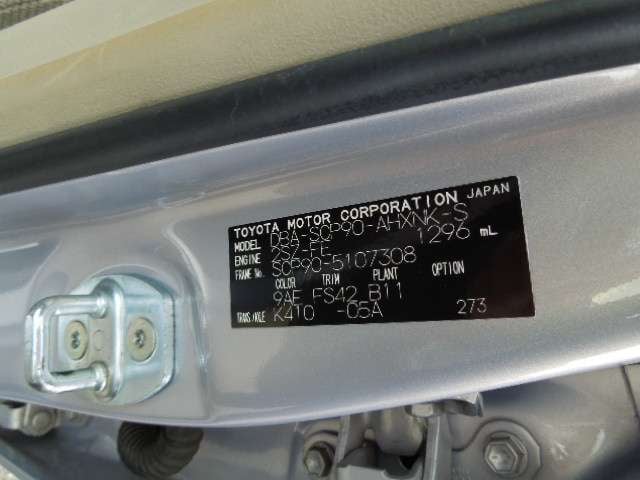 TOYOTA MOTOR CORPORATION JAPAN
MODEL DBA-SCP90-AHXNK-S
ENGINE 2SZ-FE 1296 mL
FRAME No. SCP90-5107308
COLOR TRIM PLANT OPTION
9AE FS42 B11
TRANS./AXLE K410 -05A 273